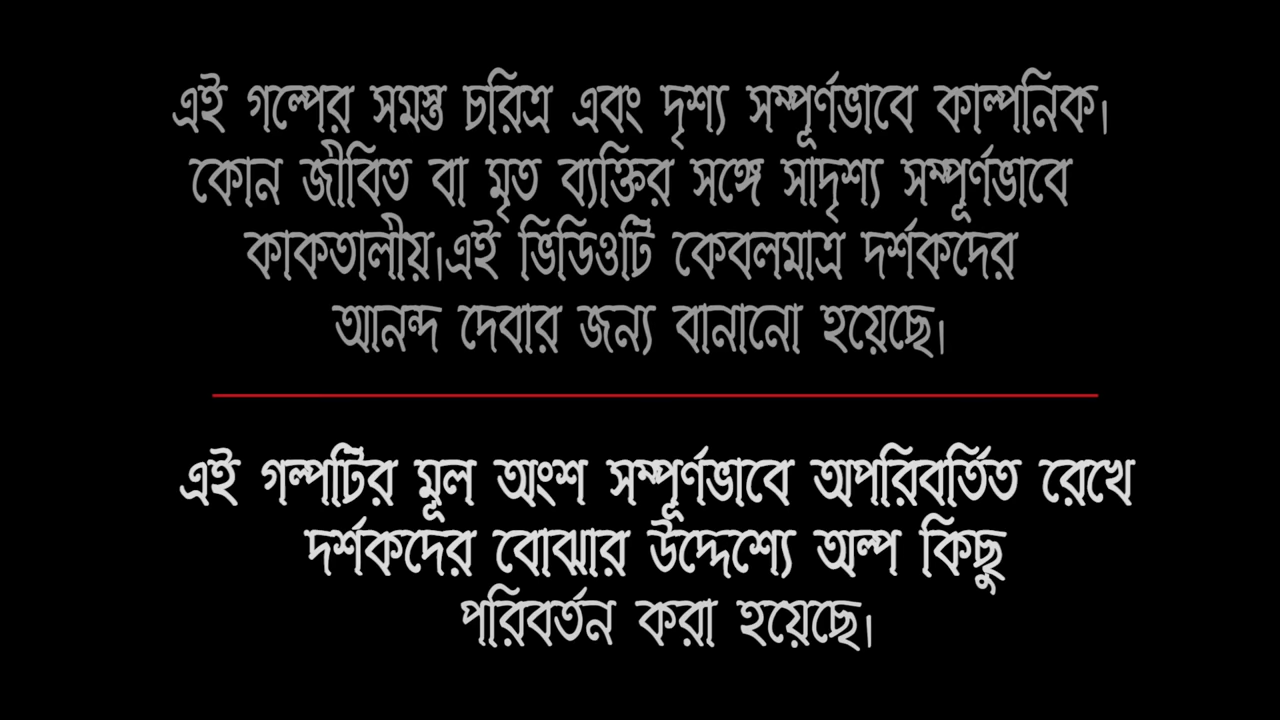 এই গল্পের সমস্ত চরিত্র এবং দৃশ্য সম্পূর্ণভাবে কাল্পনিক।
কোন জীবিত বা মৃত ব্যক্তির সঙ্গে সাদৃশ্য সম্পূর্ণভাবে
কাকতালীয়।এই ভিডিওটি কেবলমাত্র দর্শকদের
আনন্দ দেবার জন্য বানানো হয়েছে।
এই গল্পটির মূল অংশ সম্পূর্ণভাবে অপরিবর্তিত রেখে
দর্শকদের বোঝার উদ্দেশ্যে অল্প কিছু
পরিবর্তন করা হয়েছে।